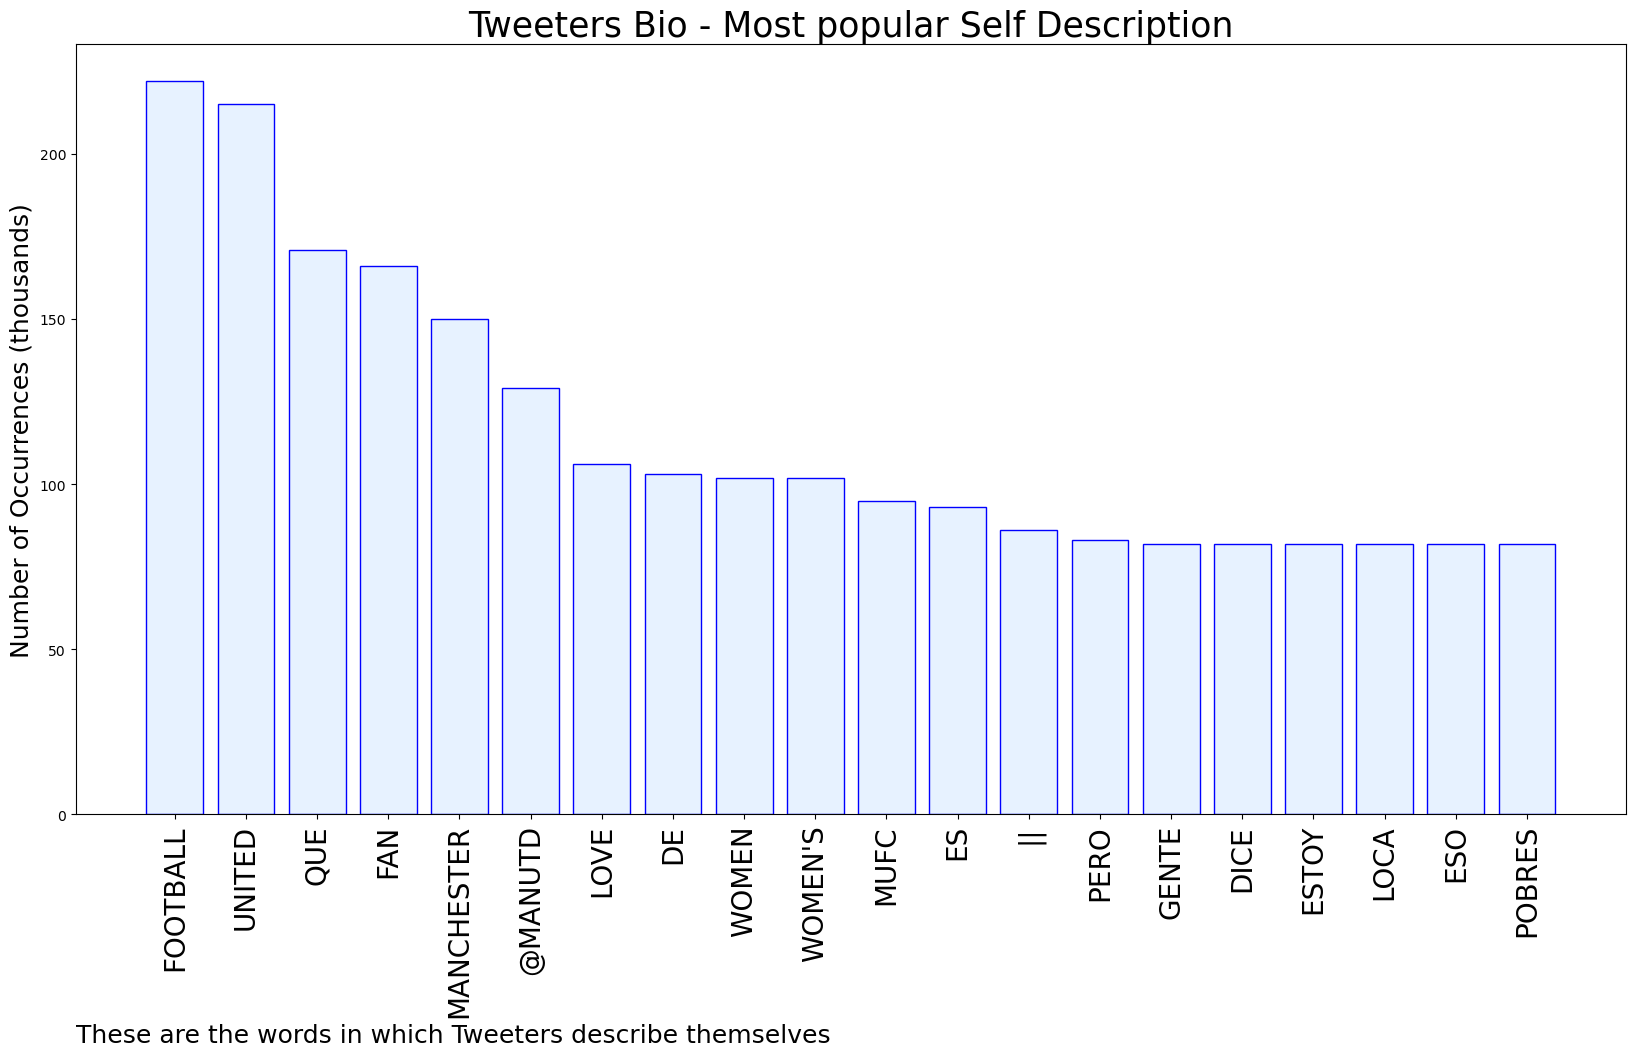 Tweeters Bio - Most popular Self Description
Number of Occurrences (thousands)
200
150
100
50
0
FOOTBALL
UNITED
QUE
FAN
MANCHESTER
@MANUTD
LOVE
DE
WOMEN
WOMEN'S
MUFC
ES
||
PERO
GENTE
DICE
ESTOY
LOCA
ESO
POBRES
These are the words in which Tweeters describe themselves